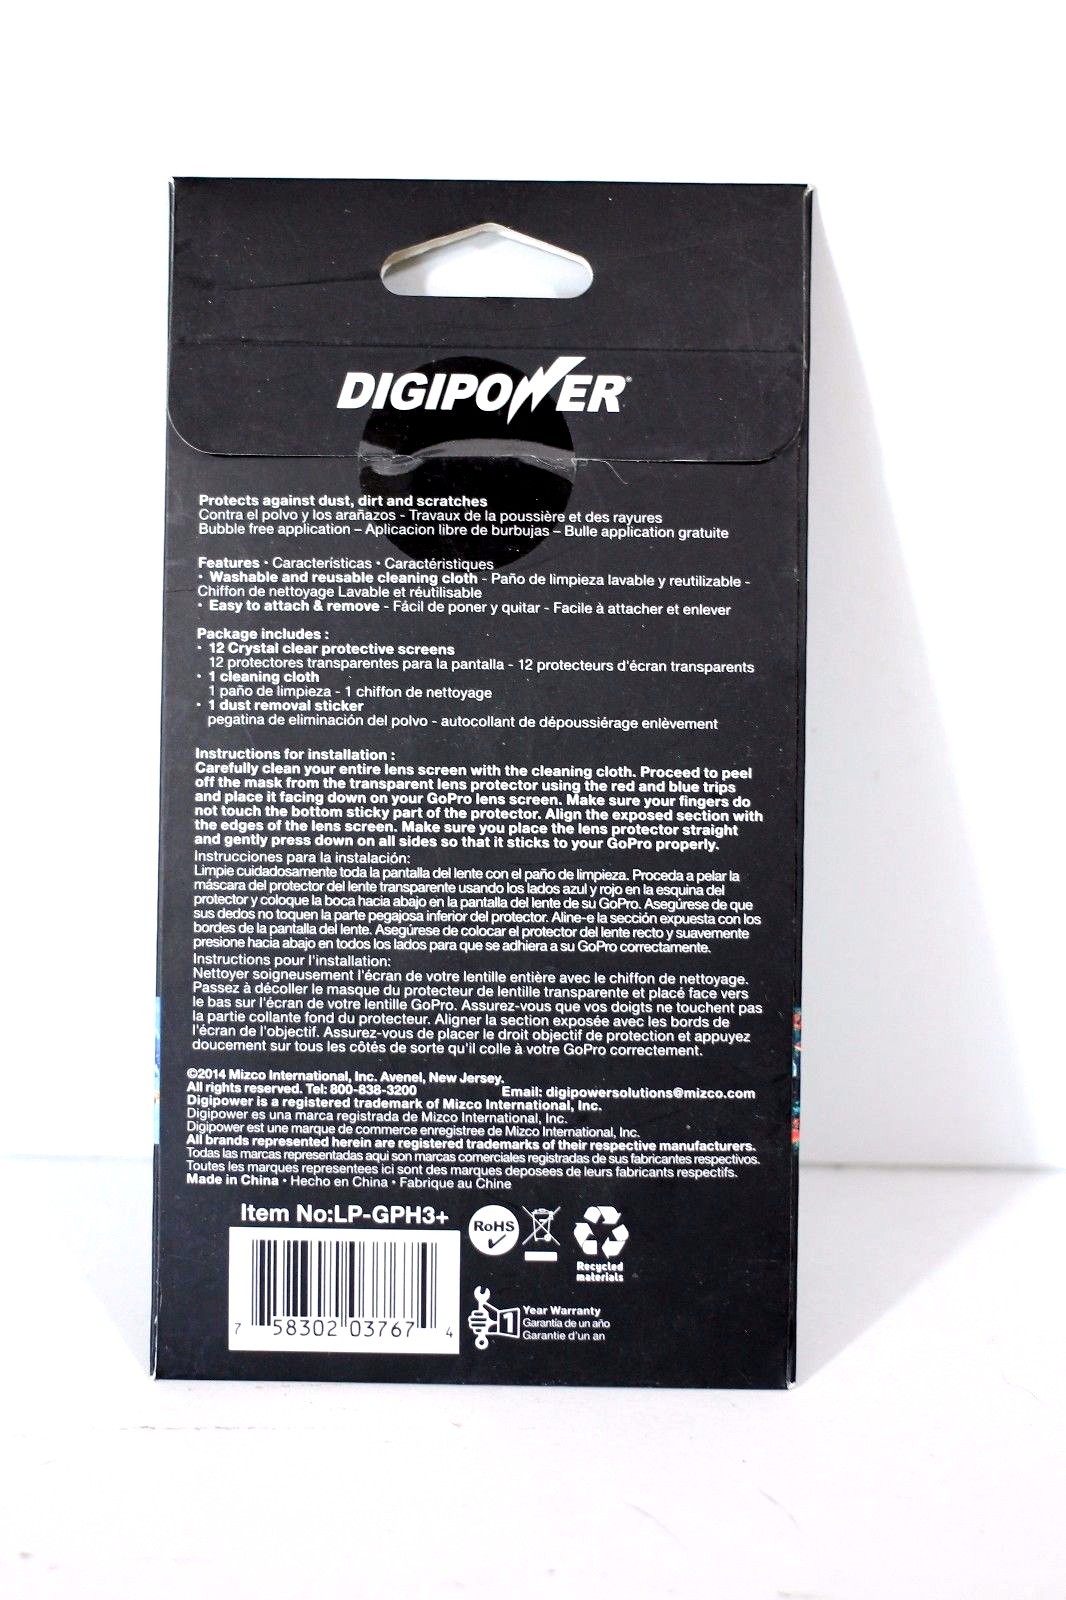 DIGIPOWER®
Protects against dust, dirt and scratches
Contra el polvo y los arañazos - Travaux de la poussière et des rayures
Bubble free application – Aplicacion libre de burbujas – Bulle application gratuite
Features • Características • Caractéristiques
• Washable and reusable cleaning cloth - Paño de limpieza lavable y reutilizable -
Chiffon de nettoyage Lavable et réutilisable
• Easy to attach & remove - Fácil de poner y quitar - Facile à attacher et enlever
Package includes :
• 12 Crystal clear protective screens
12 protectores transparentes para la pantalla - 12 protecteurs d'écran transparents
• 1 cleaning cloth
1 paño de limpieza - 1 chiffon de nettoyage
• 1 dust removal sticker
pegatina de eliminación del polvo - autocollant de dépoussiérage enlèvement
Instructions for installation :
Carefully clean your entire lens screen with the cleaning cloth. Proceed to peel
off the mask from the transparent lens protector using the red and blue trips
and place it facing down on your GoPro lens screen. Make sure your fingers do
not touch the bottom sticky part of the protector. Align the exposed section with
the edges of the lens screen. Make sure you place the lens protector straight
and gently press down on all sides so that it sticks to your GoPro properly.
Instrucciones para la instalación:
Limpie cuidadosamente toda la pantalla del lente con el paño de limpieza. Proceda a pelar la
máscara del protector del lente transparente usando los lados azul y rojo en la esquina del
protector y coloque la boca hacia abajo en la pantalla del lente de su GoPro. Asegúrese de que
sus dedos no toquen la parte pegajosa inferior del protector. Aline-e la sección expuesta con los
bordes de la pantalla del lente. Asegúrese de colocar el protector del lente recto y suavemente
presione hacia abajo en todos los lados para que se adhiera a su GoPro correctamente.
Instructions pour l'installation:
Nettoyer soigneusement l'écran de votre lentille entière avec le chiffon de nettoyage.
Passez à décoller le masque du protecteur de lentille transparente et placé face vers
le bas sur l'écran de votre lentille GoPro. Assurez-vous que vos doigts ne touchent pas
la partie collante fond du protecteur. Aligner la section exposée avec les bords de
l'écran de l'objectif. Assurez-vous de placer le droit objectif de protection et appuyez
doucement sur tous les côtés de sorte qu'il colle à votre GoPro correctement.
©2014 Mizco International, Inc. Avenel, New Jersey.
All rights reserved. Tel: 800-838-3200 Email: digipowersolutions@mizco.com
Digipower is a registered trademark of Mizco International, Inc.
Digipower es una marca registrada de Mizco International, Inc.
Digipower est une marque de commerce enregistree de Mizco International, Inc.
All brands represented herein are registered trademarks of their respective manufacturers.
Todas las marcas representadas aqui son marcas comerciales registradas de sus fabricantes respectivos.
Toutes les marques representees ici sont des marques deposees de leurs fabricants respectifs.
Made in China • Hecho en China • Fabrique au Chine
Item No:LP-GPH3+
RoHS
Recycled
materials
7 58302 03767 4
1
Year Warranty
Garantía de un año
Garantie d'un an